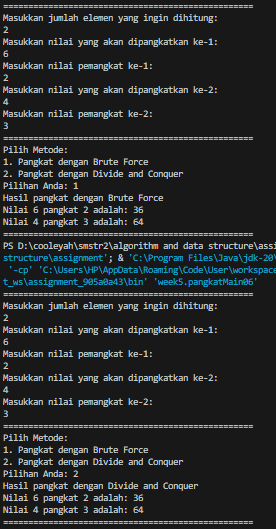 ==================================================
Masukkan jumlah elemen yang ingin dihitung:
2
Masukkan nilai yang akan dipangkatkan ke-1:
6
Masukkan nilai pemangkat ke-1:
2
Masukkan nilai yang akan dipangkatkan ke-2:
4
Masukkan nilai pemangkat ke-2:
3
==================================================
Pilih Metode:
1. Pangkat dengan Brute Force
2. Pangkat dengan Divide and Conquer
Pilihan Anda: 1
Hasil pangkat dengan Brute Force
Nilai 6 pangkat 2 adalah: 36
Nilai 4 pangkat 3 adalah: 64
==================================================
PS D:\cooleyah\smstr2\algorithm and data structure\assi
structure\assignment'; & 'C:\Program Files\Java\jdk-20\
'-cp' 'C:\Users\HP\AppData\Roaming\Code\User\workspace
t_ws\assignment_905a0a43\bin' 'week5.pangkatMain06'
==================================================
Masukkan jumlah elemen yang ingin dihitung:
2
Masukkan nilai yang akan dipangkatkan ke-1:
6
Masukkan nilai pemangkat ke-1:
2
Masukkan nilai yang akan dipangkatkan ke-2:
4
Masukkan nilai pemangkat ke-2:
3
==================================================
Pilih Metode:
1. Pangkat dengan Brute Force
2. Pangkat dengan Divide and Conquer
Pilihan Anda: 2
Hasil pangkat dengan Divide and Conquer
Nilai 6 pangkat 2 adalah: 36
Nilai 4 pangkat 3 adalah: 64
==================================================